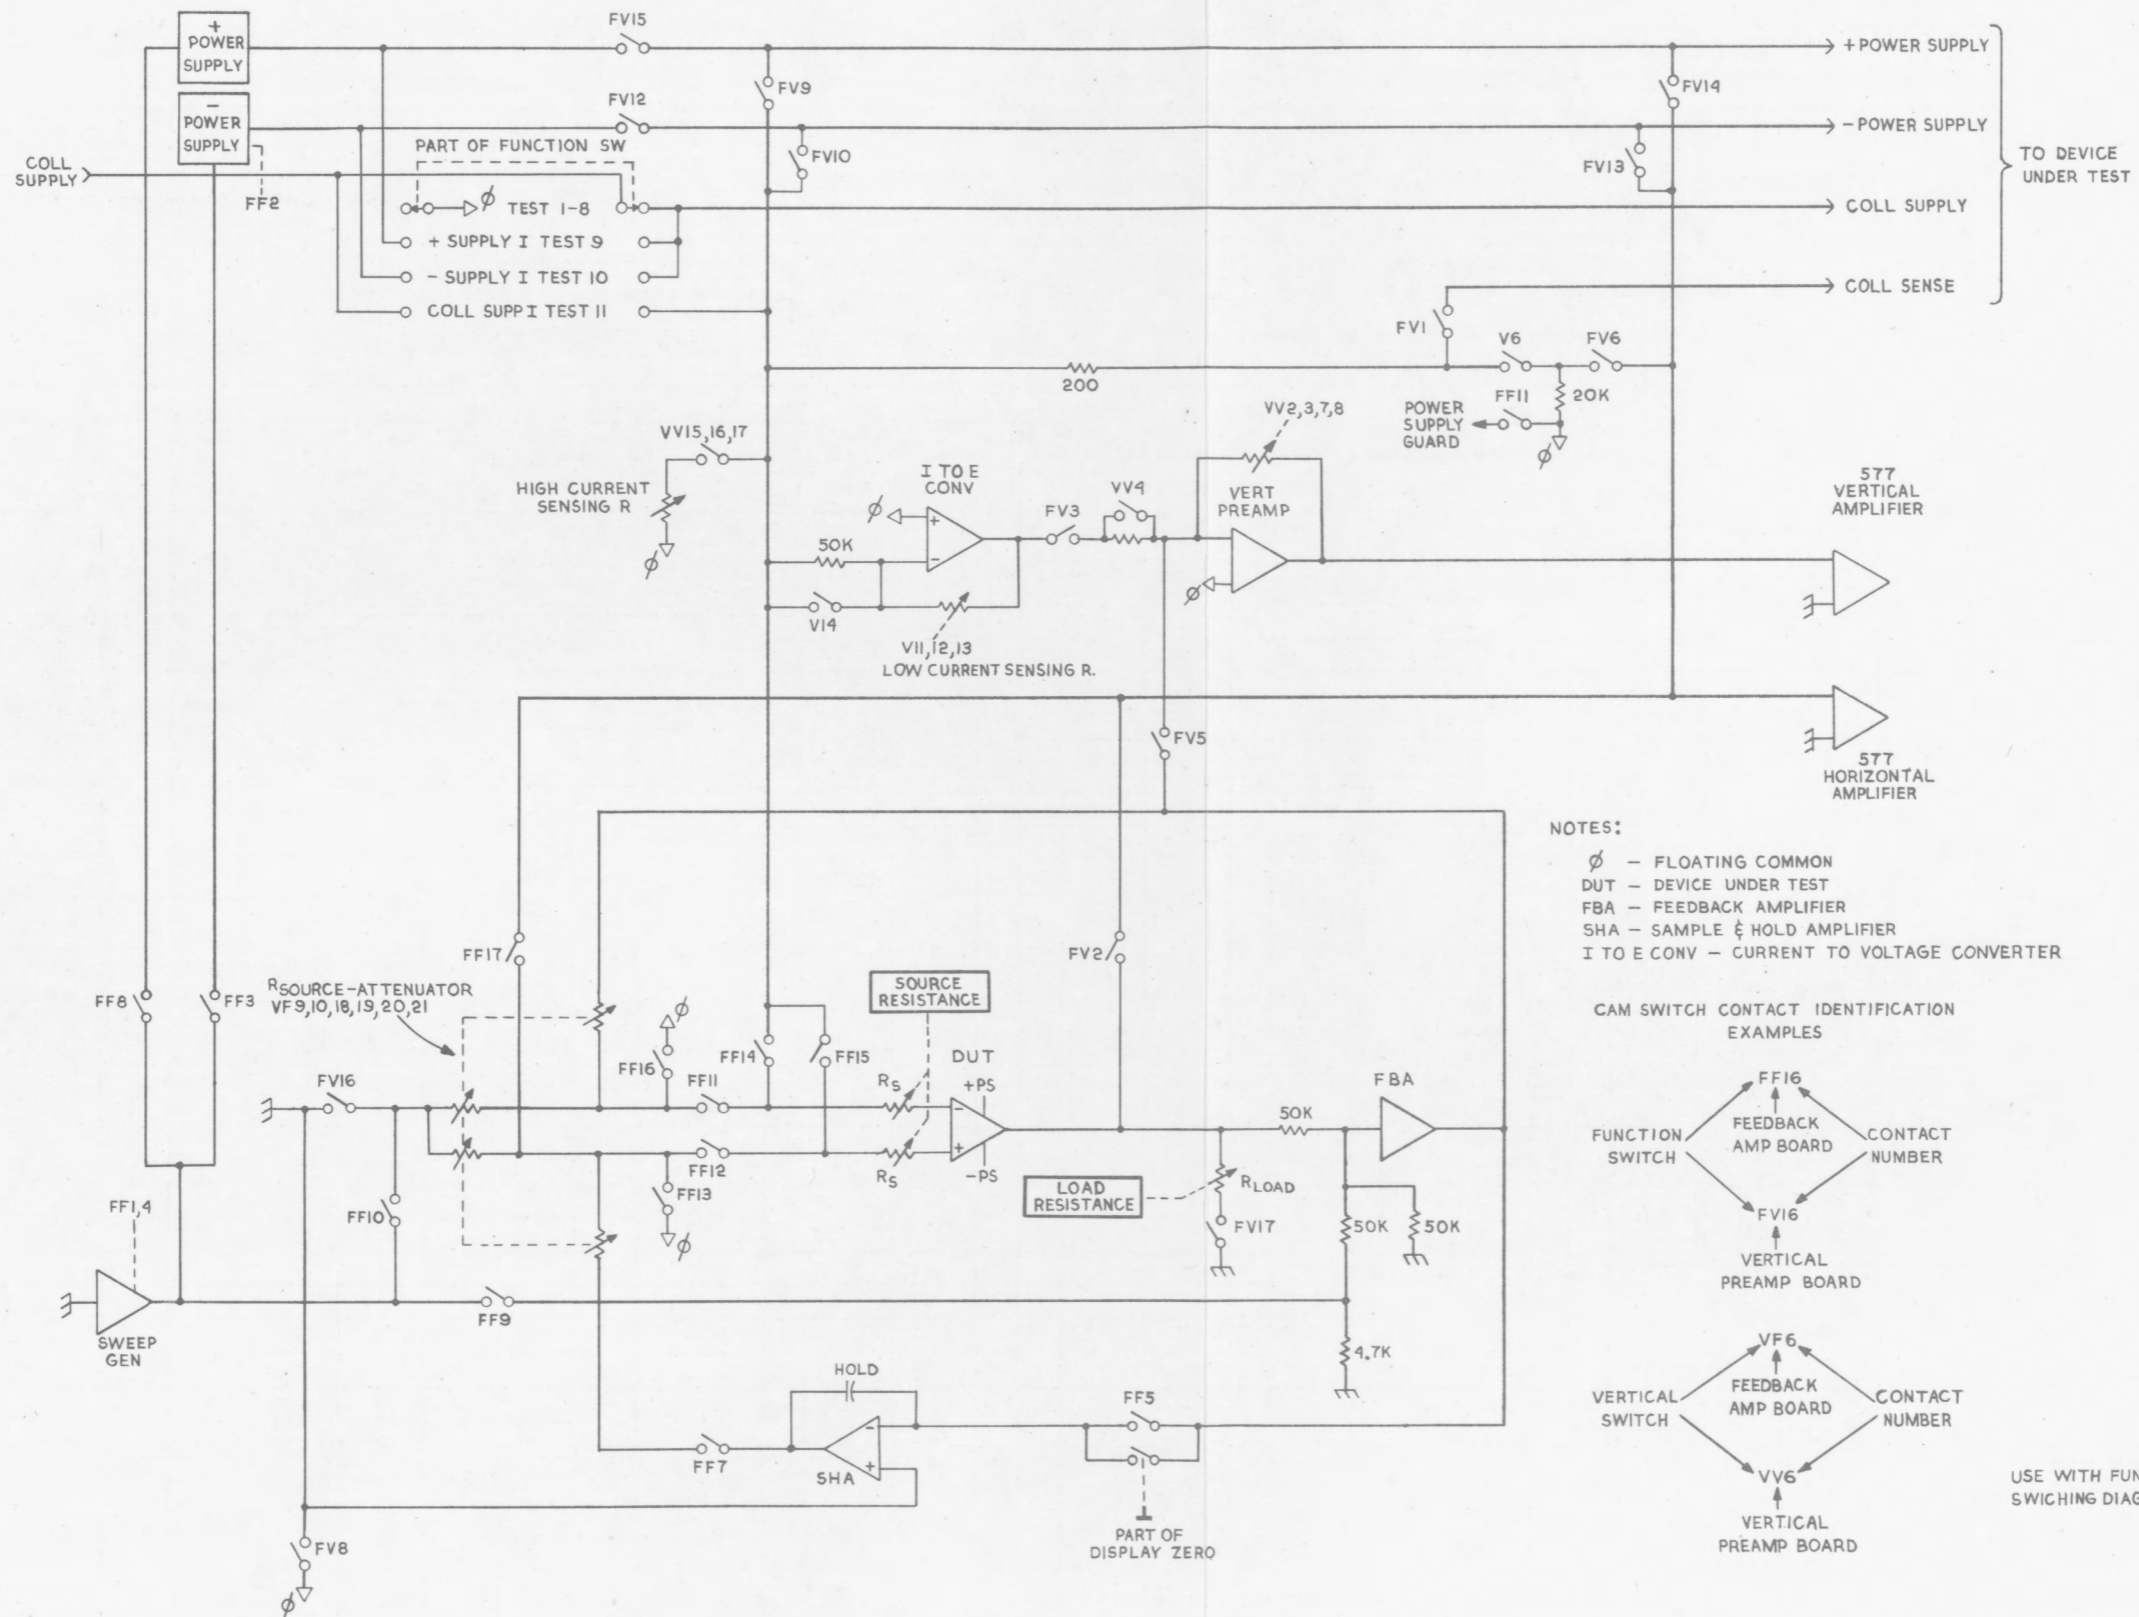 +
POWER
SUPPLY
−
POWER
SUPPLY
FF2
COLL
SUPPLY
FV15
FV12
PART OF FUNCTION SW
ϕ TEST 1-8
+ SUPPLY I TEST 9
- SUPPLY I TEST 10
COLL SUPP I TEST 11
FV9
FV10
FV14
FV13
+ POWER SUPPLY
- POWER SUPPLY
COLL SUPPLY
COLL SENSE
TO DEVICE
UNDER TEST
FV1
V6
FV6
200
20K
FF11
POWER
SUPPLY
GUARD
ϕ
VV15,16,17
HIGH CURRENT
SENSING R
ϕ
I TO E
CONV
ϕ
+
−
50K
V14
V11,12,13
LOW CURRENT SENSING R.
FV3
VV4
VV2,3,7,8
VERT
PREAMP
ϕ
577
VERTICAL
AMPLIFIER
577
HORIZONTAL
AMPLIFIER
FV5
FV2
FF17
FF8
FF3
RSOURCE-ATTENUATOR
VF9,10,18,19,20,21
FV16
FF10
ϕ
FF16
FF11
FF14
FF15
FF12
FF13
ϕ
SOURCE
RESISTANCE
DUT
RS
RS
+PS
-PS
−
+
LOAD
RESISTANCE
RLOAD
FV17
50K
FBA
50K
50K
4.7K
FF1,4
SWEEP
GEN
FF9
HOLD
SHA
−
+
FF7
FF5
PART OF
DISPLAY ZERO
FV8
ϕ
NOTES:
ϕ - FLOATING COMMON
DUT - DEVICE UNDER TEST
FBA - FEEDBACK AMPLIFIER
SHA - SAMPLE & HOLD AMPLIFIER
I TO E CONV - CURRENT TO VOLTAGE CONVERTER
CAM SWITCH CONTACT IDENTIFICATION
EXAMPLES
FF16
FEEDBACK
AMP BOARD
FUNCTION
SWITCH
CONTACT
NUMBER
FV16
VERTICAL
PREAMP BOARD
VF6
FEEDBACK
AMP BOARD
VERTICAL
SWITCH
CONTACT
NUMBER
VV6
VERTICAL
PREAMP BOARD
USE WITH FUN
SWICHING DIAG